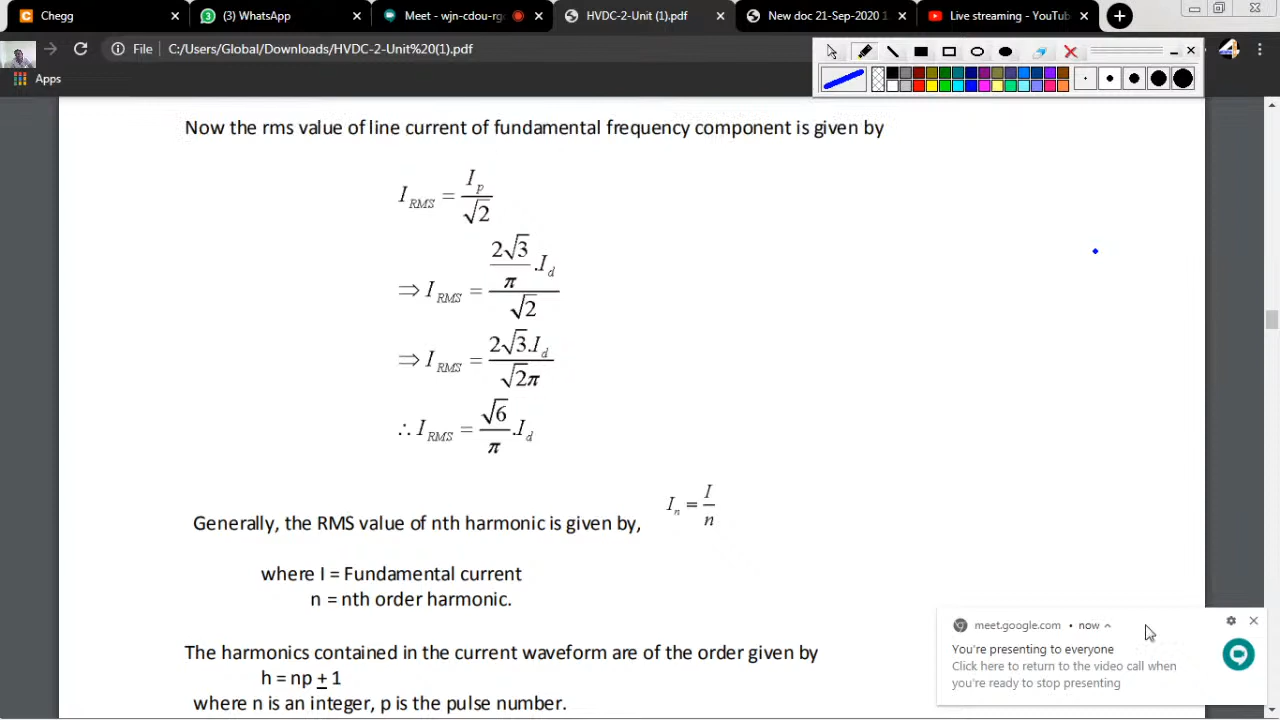 Chegg
WhatsApp
Meet - wjn-cdou-rg
HVDC-2-Unit (1).pdf
New doc 21-Sep-2020 1
Live streaming - YouTu
File
C:/Users/Global/Downloads/HVDC-2-Unit%20(1).pdf
Apps
Now the rms value of line current of fundamental frequency component is given by
I_RMS = I_p / √2
⇒ I_RMS = (2√3 / π . I_d) / √2
⇒ I_RMS = 2√3.I_d / √2π
∴ I_RMS = √6 / π . I_d
Generally, the RMS value of nth harmonic is given by, I_n = I / n
where I = Fundamental current
n = nth order harmonic.
The harmonics contained in the current waveform are of the order given by
h = np ± 1
where n is an integer, p is the pulse number.
meet.google.com • now
You're presenting to everyone
Click here to return to the video call when
you're ready to stop presenting